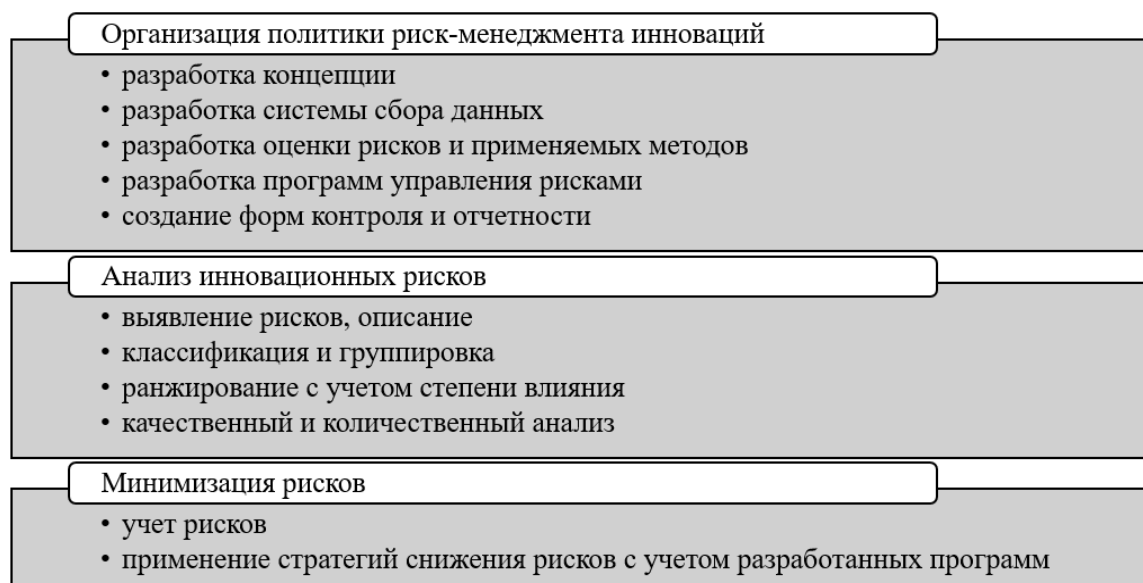 Организация политики риск-менеджмента инноваций
• разработка концепции
• разработка системы сбора данных
• разработка оценки рисков и применяемых методов
• разработка программ управления рисками
• создание форм контроля и отчетности
Анализ инновационных рисков
• выявление рисков, описание
• классификация и группировка
• ранжирование с учетом степени влияния
• качественный и количественный анализ
Минимизация рисков
• учет рисков
• применение стратегий снижения рисков с учетом разработанных программ